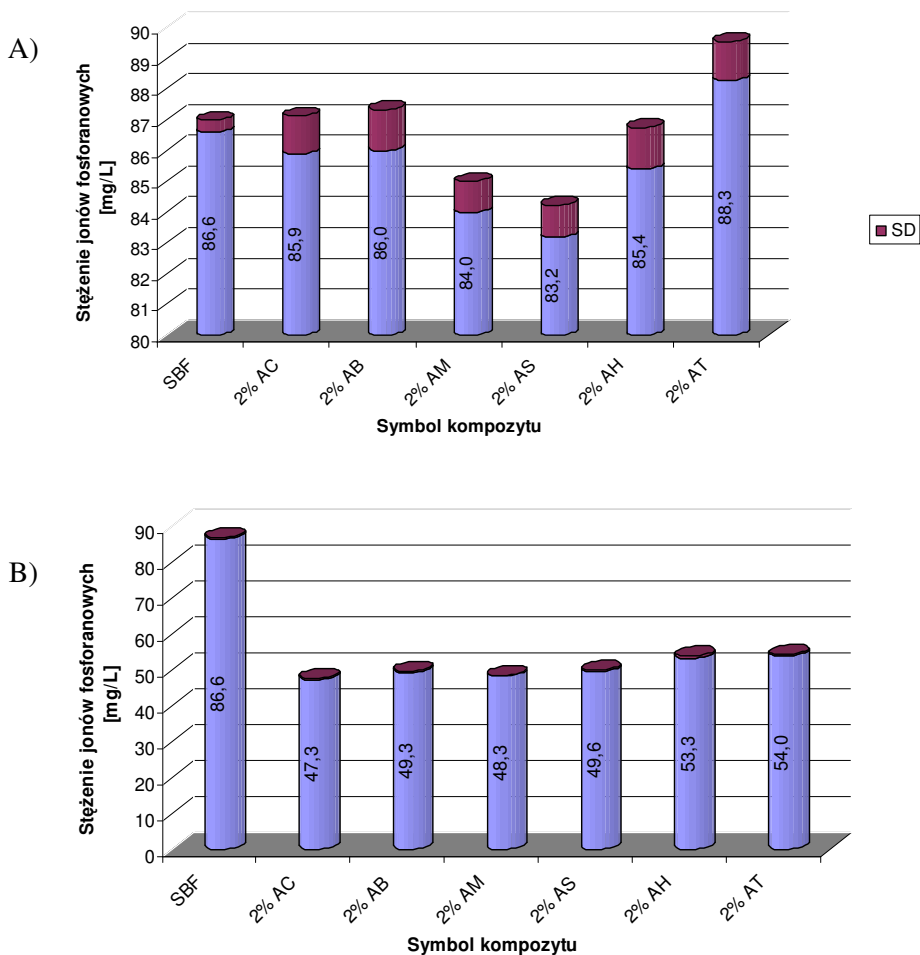 A)
Stężenie jonów fosforanowych
[mg/L]
90
89
88
87
86
85
84
83
82
81
80
86,6
85,9
86,0
84,0
83,2
85,4
88,3
SD
SBF
2% AC
2% AB
2% AM
2% AS
2% AH
2% AT
Symbol kompozytu
B)
Stężenie jonów fosforanowych
[mg/L]
90
80
70
60
50
40
30
20
10
0
86,6
47,3
49,3
48,3
49,6
53,3
54,0
SBF
2% AC
2% AB
2% AM
2% AS
2% AH
2% AT
Symbol kompozytu